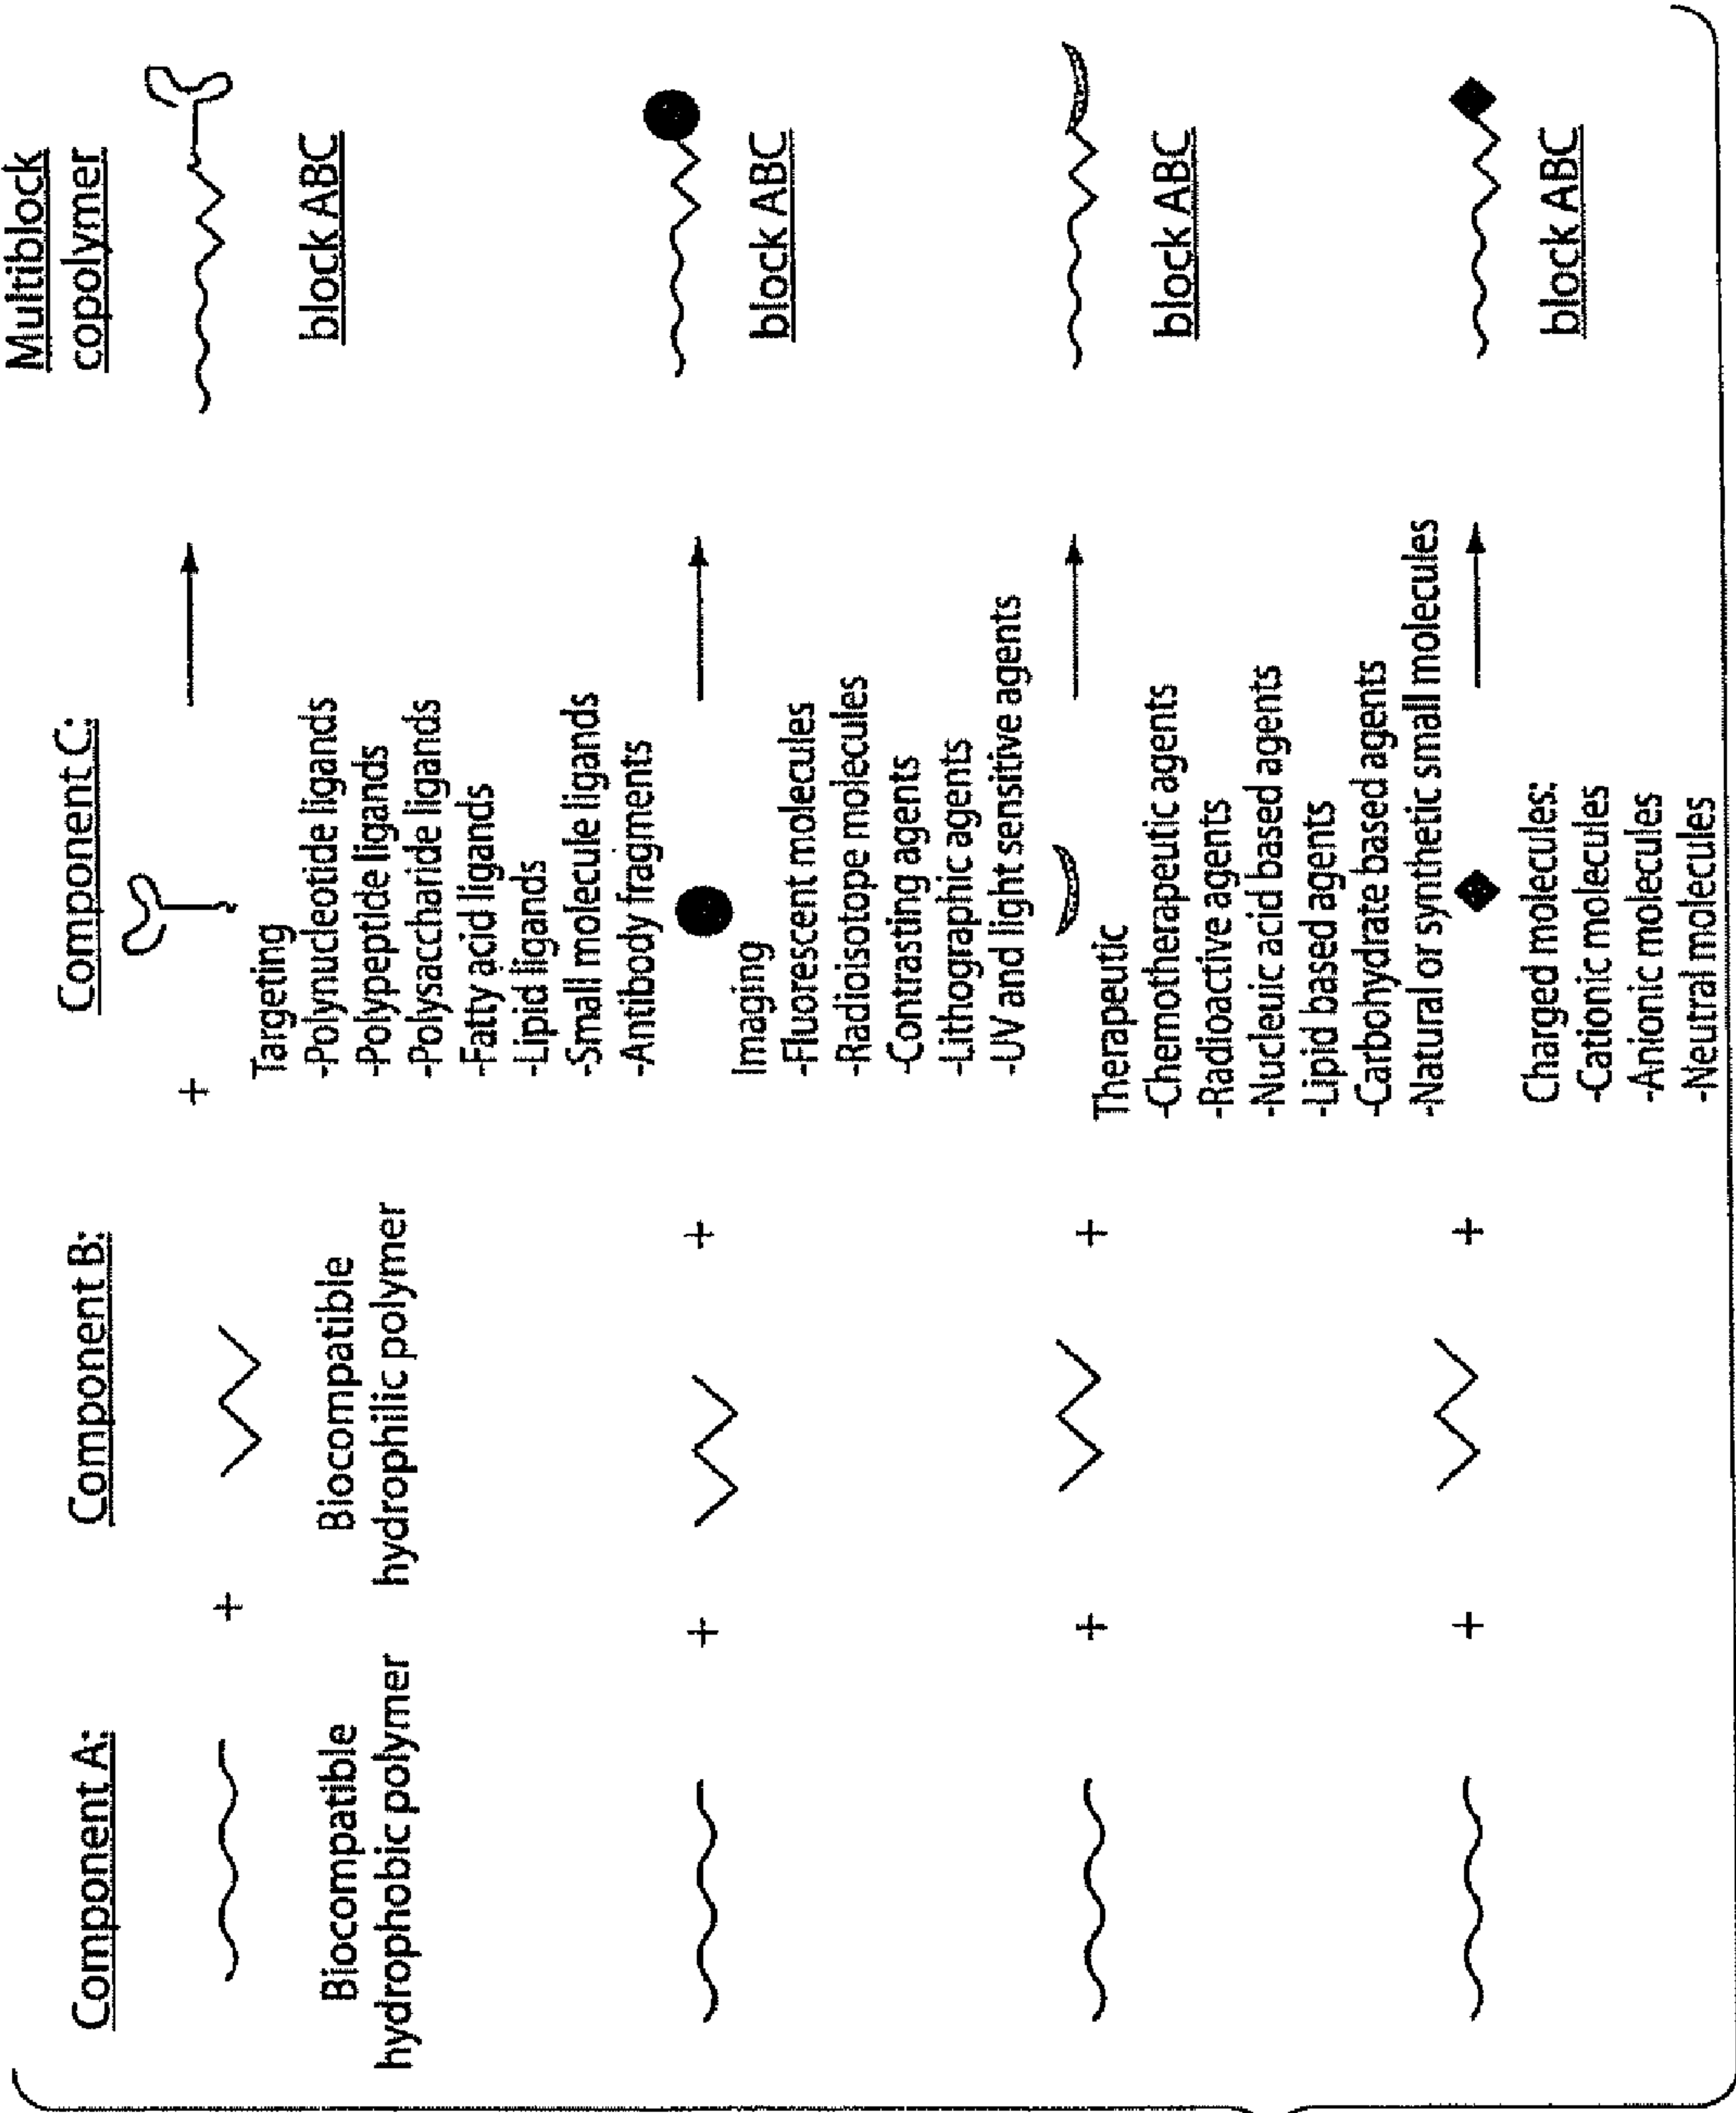 Component A:
Component B:
Component C:
Multiblock
copolymer
+
+
Biocompatible
hydrophobic polymer
Biocompatible
hydrophilic polymer
Targeting
-Polynucleotide ligands
-Polypeptide ligands
-Polysaccharide ligands
-Fatty acid ligands
-Lipid ligands
-Small molecule ligands
-Antibody fragments
block ABC
+
+
Imaging
-Fluorescent molecules
-Radioisotope molecules
-Contrasting agents
-Lithographic agents
-UV and light sensitive agents
block ABC
+
+
Therapeutic
-Chemotherapeutic agents
-Radioactive agents
-Nucleuic acid based agents
-Lipid based agents
-Carbohydrate based agents
-Natural or synthetic small molecules
block ABC
+
+
Charged molecules:
-Cationic molecules
-Anionic molecules
-Neutral molecules
block ABC